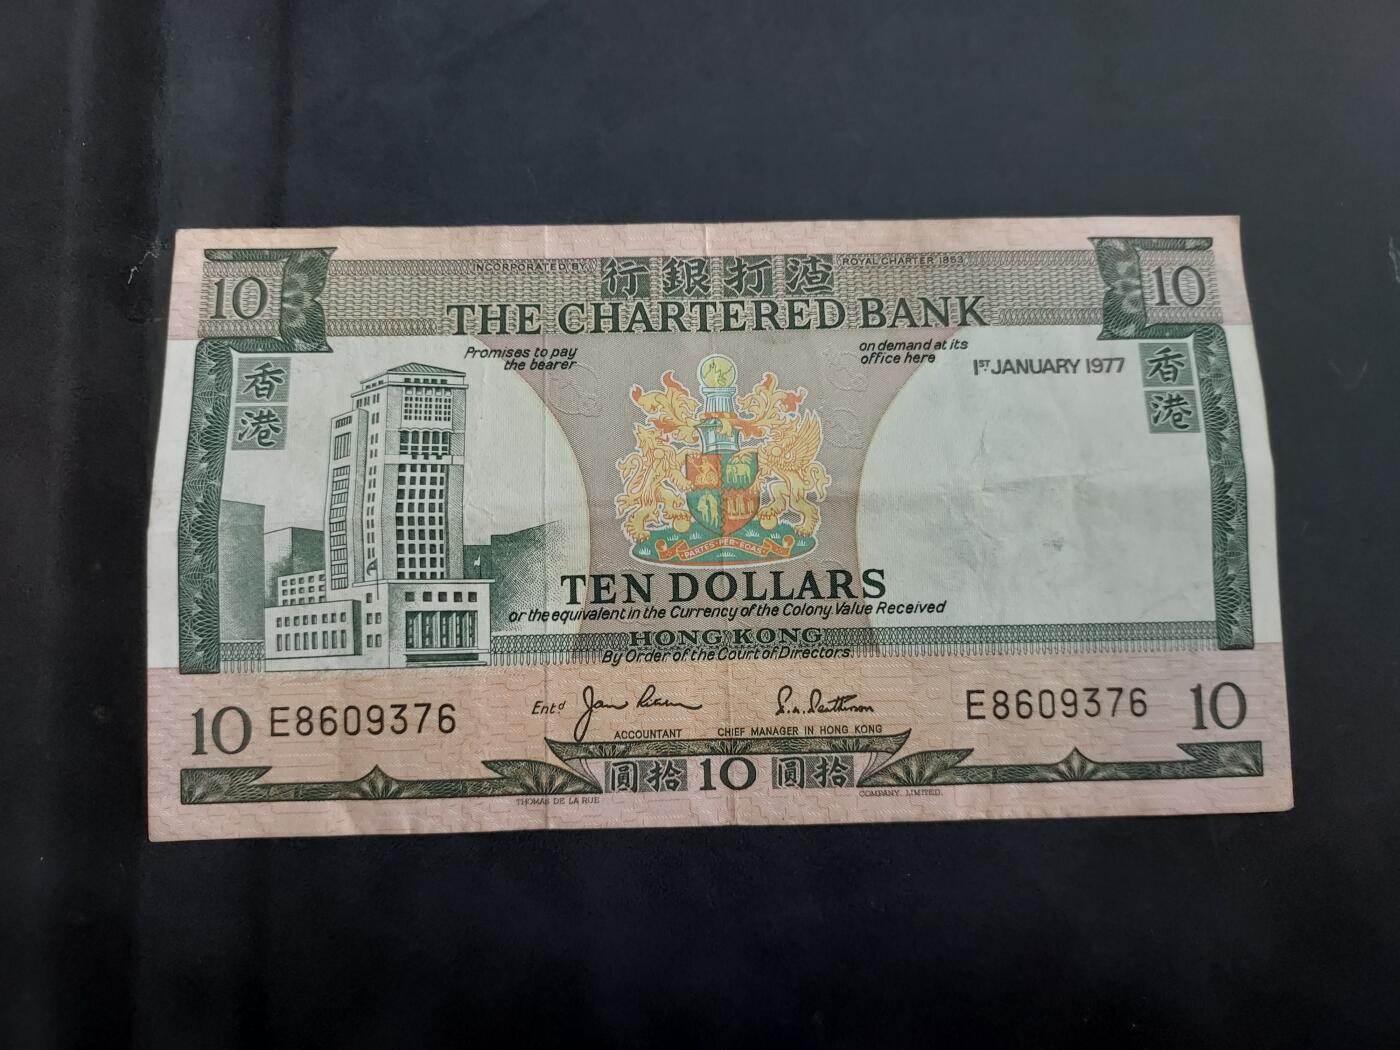 10 INCORPORATED BY 行銀打渣 ROYAL CHARTER 1853 10
THE CHARTERED BANK
Promises to pay the bearer
on demand at its office here
1ST JANUARY 1977
香港
香港
PARTES·PER·EOAS
TEN DOLLARS
or the equivalent in the Currency of the Colony. Value Received
HONG KONG
By Order of the Court of Directors.
10 E8609376 Entd E8609376 10
ACCOUNTANT CHIEF MANAGER IN HONG KONG
圓拾 10 圓拾
THOMAS DE LA RUE COMPANY, LIMITED.